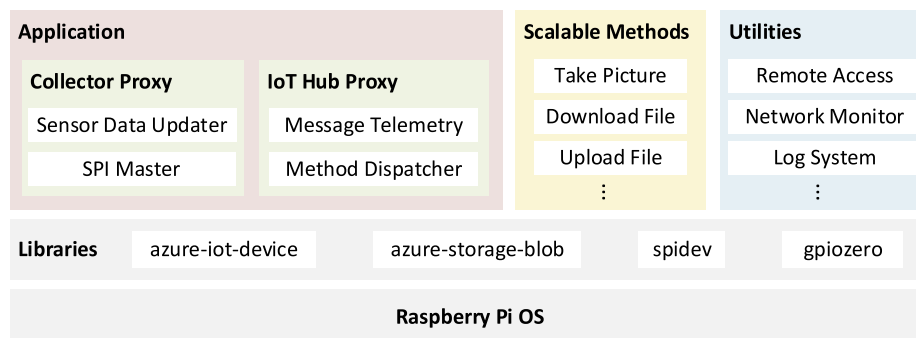 Application
Collector Proxy
Sensor Data Updater
SPI Master
IoT Hub Proxy
Message Telemetry
Method Dispatcher
Scalable Methods
Take Picture
Download File
Upload File
⋮
Utilities
Remote Access
Network Monitor
Log System
⋮
Libraries
azure-iot-device
azure-storage-blob
spidev
gpiozero
Raspberry Pi OS